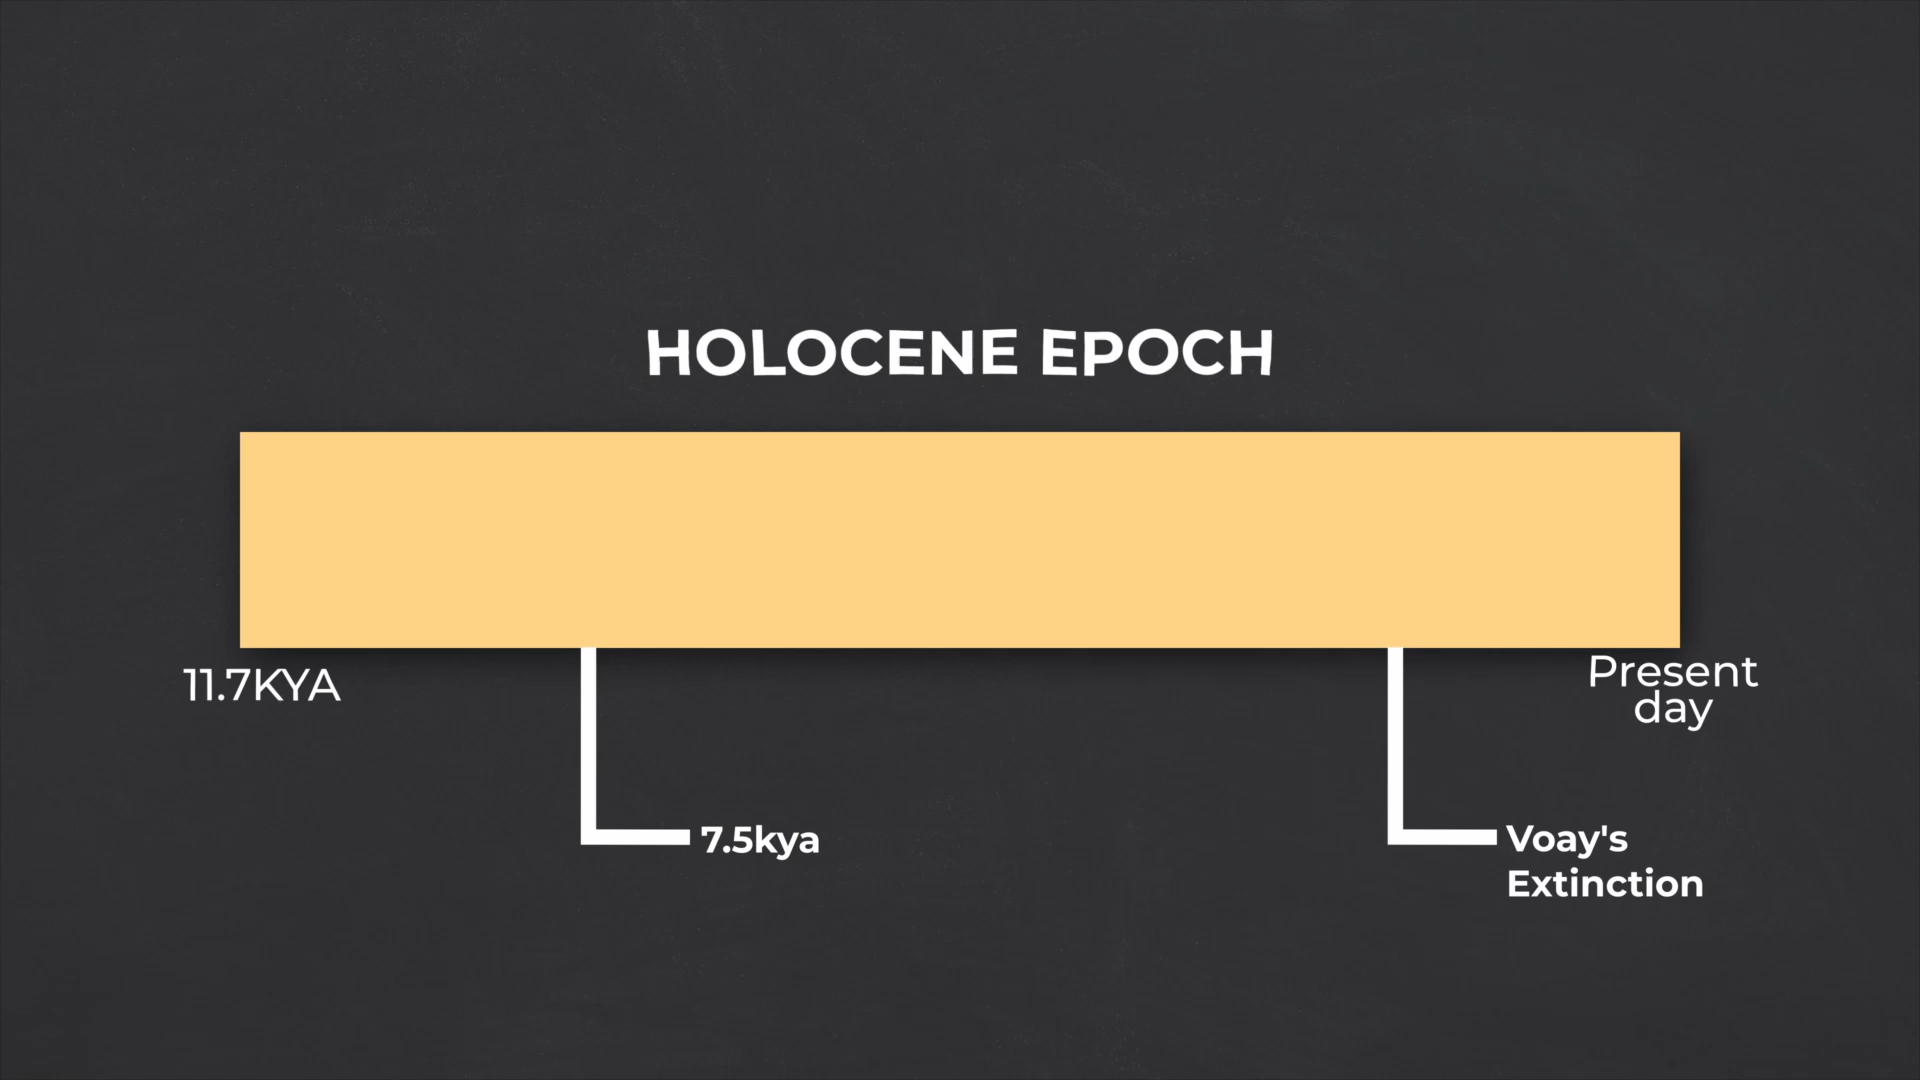 HOLOCENE EPOCH
11.7KYA
Present
day
7.5kya
Voay's
Extinction